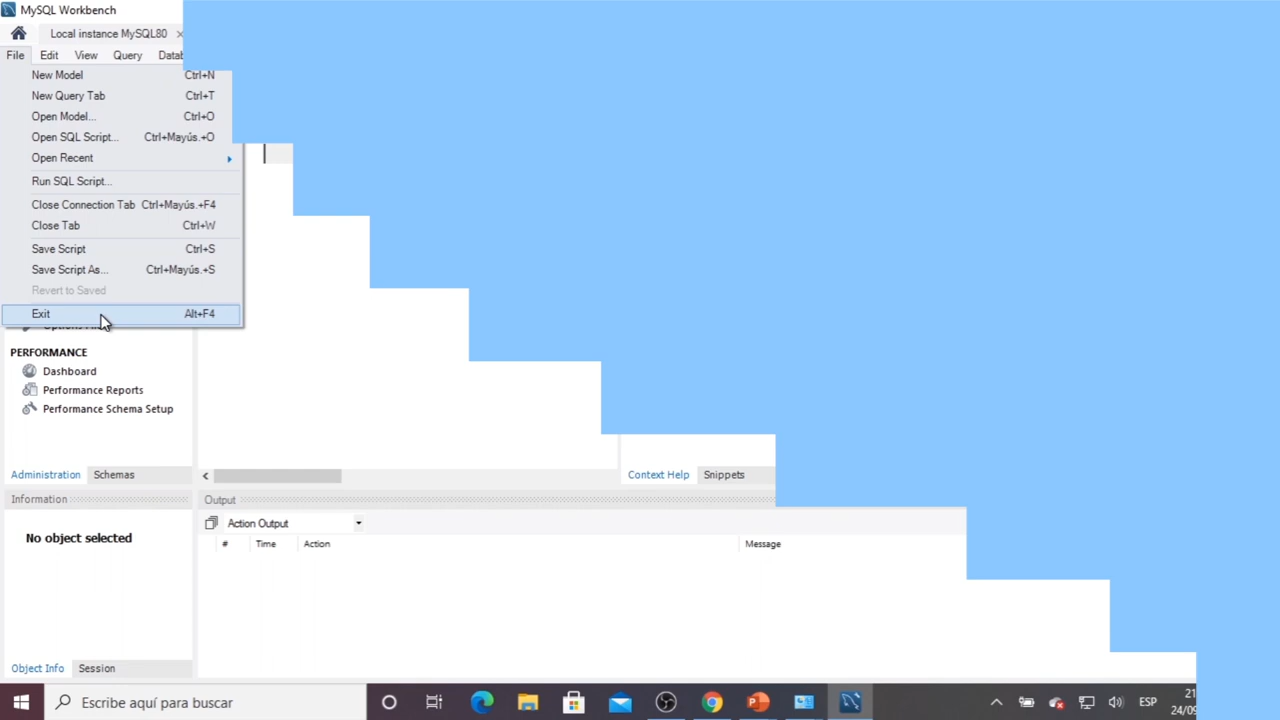 MySQL Workbench
Local instance MySQL80
File Edit View Query
New Model Ctrl+N
New Query Tab Ctrl+T
Open Model... Ctrl+O
Open SQL Script... Ctrl+Mayús.+O
Open Recent
Run SQL Script...
Close Connection Tab Ctrl+Mayús.+F4
Close Tab Ctrl+W
Save Script Ctrl+S
Save Script As... Ctrl+Mayús.+S
Revert to Saved
Exit Alt+F4
PERFORMANCE
Dashboard
Performance Reports
Performance Schema Setup
Administration Schemas
Context Help Snippets
Information
Output
No object selected
Action Output
# Time Action Message
Object Info Session
Escribe aquí para buscar
ESP